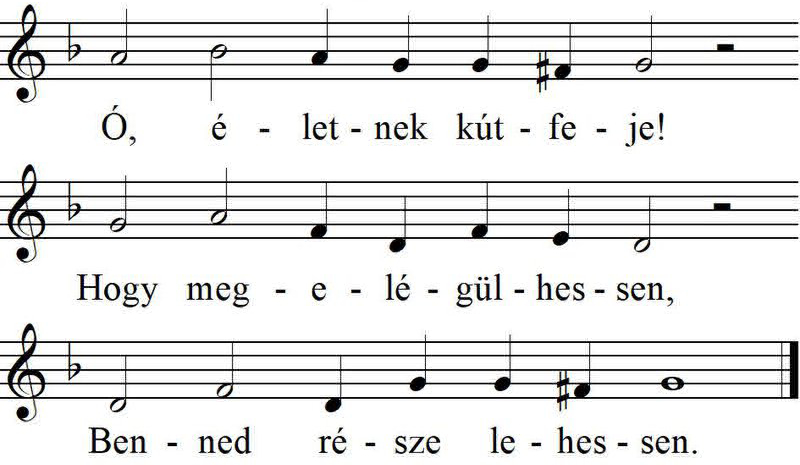 Ó, é - let - nek kút - fe - je!
Hogy meg - e - lé - gül - hes - sen,
Ben - ned ré - sze le - hes - sen.